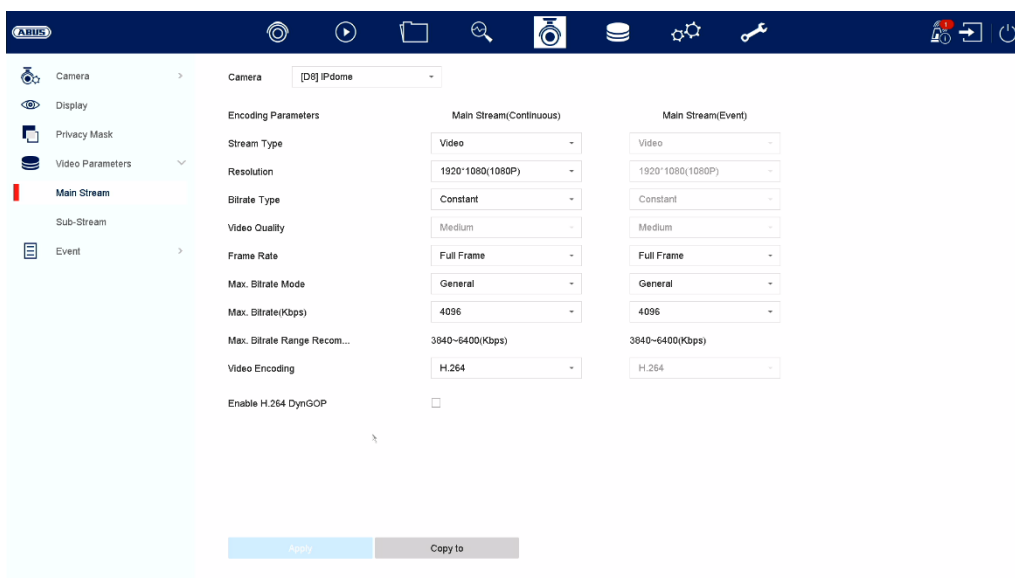 ABUS
1
Camera
Display
Privacy Mask
Video Parameters
Main Stream
Sub-Stream
Event
Camera [D8] IPdome
Encoding Parameters Main Stream(Continuous) Main Stream(Event)
Stream Type Video Video
Resolution 1920*1080(1080P) 1920*1080(1080P)
Bitrate Type Constant Constant
Video Quality Medium Medium
Frame Rate Full Frame Full Frame
Max. Bitrate Mode General General
Max. Bitrate(Kbps) 4096 4096
Max. Bitrate Range Recom... 3840~6400(Kbps) 3840~6400(Kbps)
Video Encoding H.264 H.264
Enable H.264 DynGOP
Apply Copy to